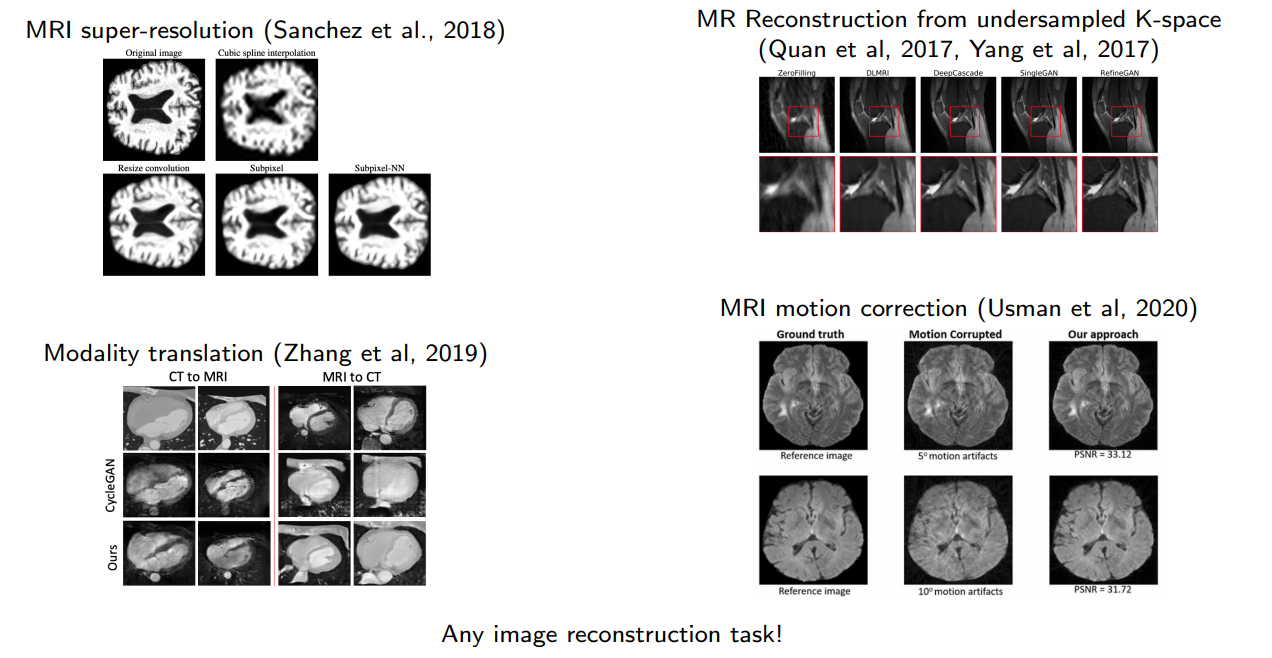 MRI super-resolution (Sanchez et al., 2018)
Original image
Cubic spline interpolation
Resize convolution
Subpixel
Subpixel-NN
MR Reconstruction from undersampled K-space
(Quan et al, 2017, Yang et al, 2017)
ZeroFilling
DLMRI
DeepCascade
SingleGAN
RefineGAN
Modality translation (Zhang et al, 2019)
CT to MRI
MRI to CT
CycleGAN
Ours
MRI motion correction (Usman et al, 2020)
Ground truth
Motion Corrupted
Our approach
Reference image
5° motion artifacts
PSNR = 33.12
Reference image
10° motion artifacts
PSNR = 31.72
Any image reconstruction task!